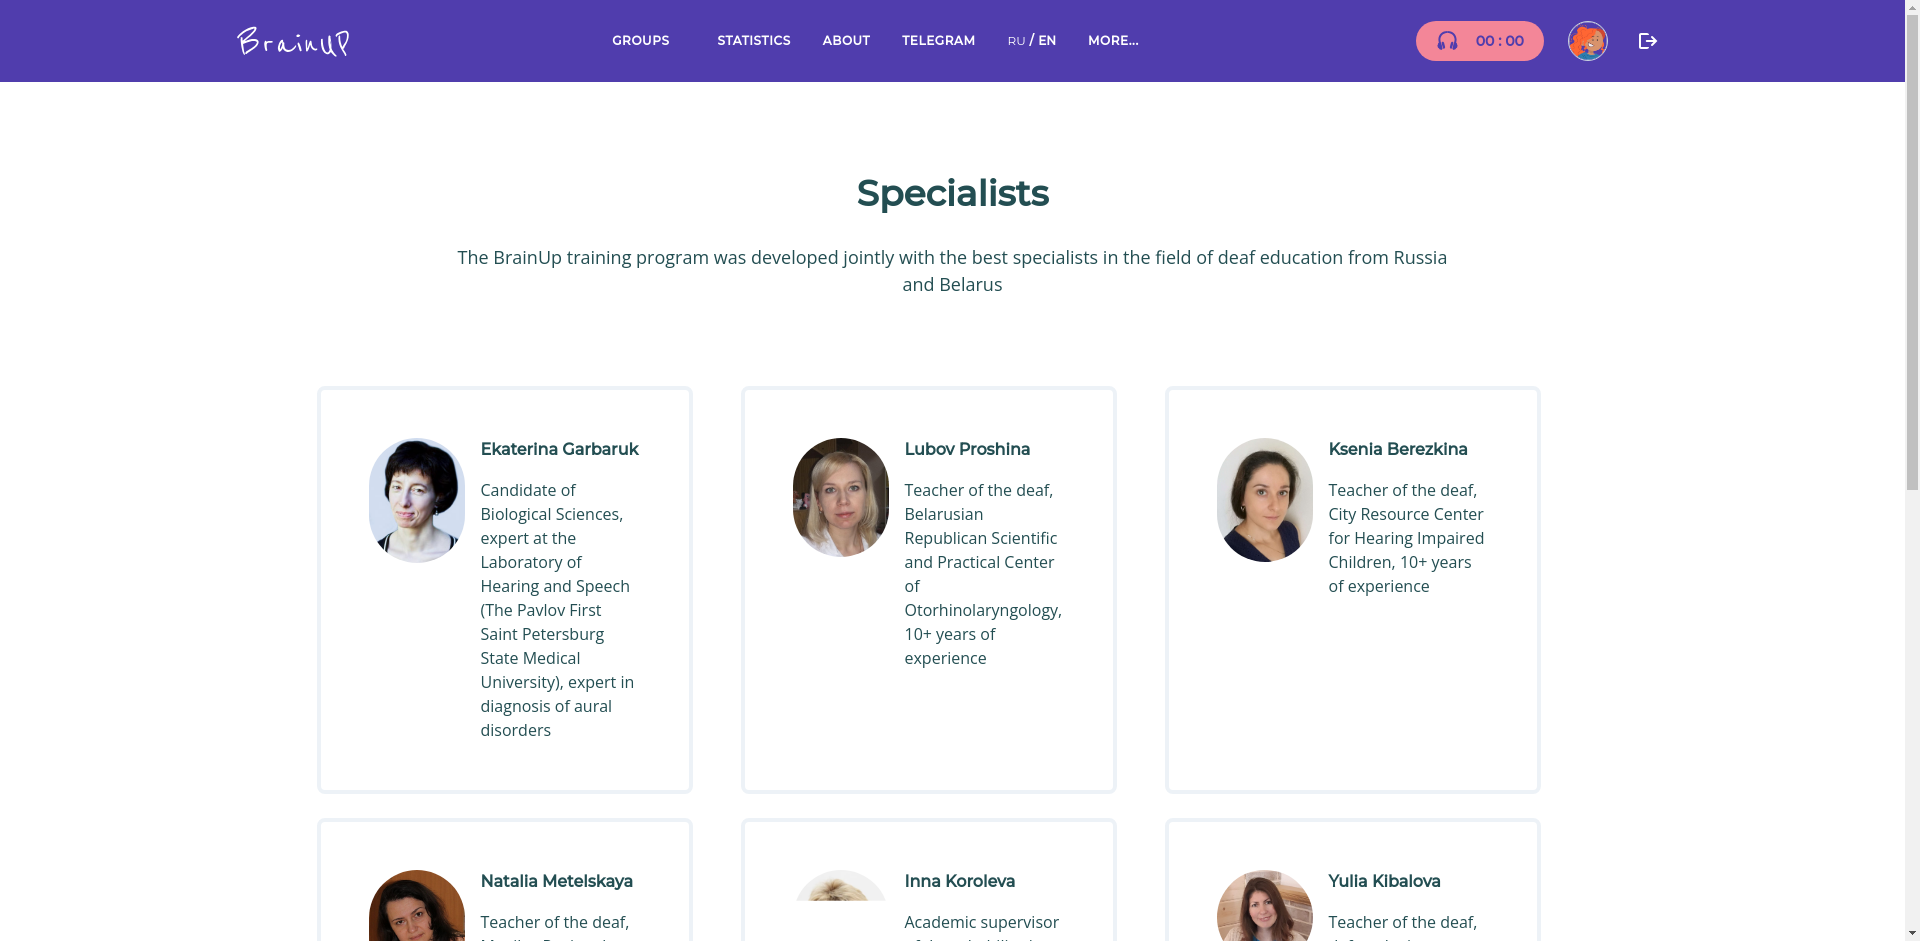 BrainUp
GROUPS
STATISTICS
ABOUT
TELEGRAM
RU / EN
MORE...
00 : 00
Specialists
The BrainUp training program was developed jointly with the best specialists in the field of deaf education from Russia
and Belarus
Ekaterina Garbaruk
Candidate of
Biological Sciences,
expert at the
Laboratory of
Hearing and Speech
(The Pavlov First
Saint Petersburg
State Medical
University), expert in
diagnosis of aural
disorders
Lubov Proshina
Teacher of the deaf,
Belarusian
Republican Scientific
and Practical Center
of
Otorhinolaryngology,
10+ years of
experience
Ksenia Berezkina
Teacher of the deaf,
City Resource Center
for Hearing Impaired
Children, 10+ years
of experience
Natalia Metelskaya
Teacher of the deaf,
Inna Koroleva
Academic supervisor
Yulia Kibalova
Teacher of the deaf,